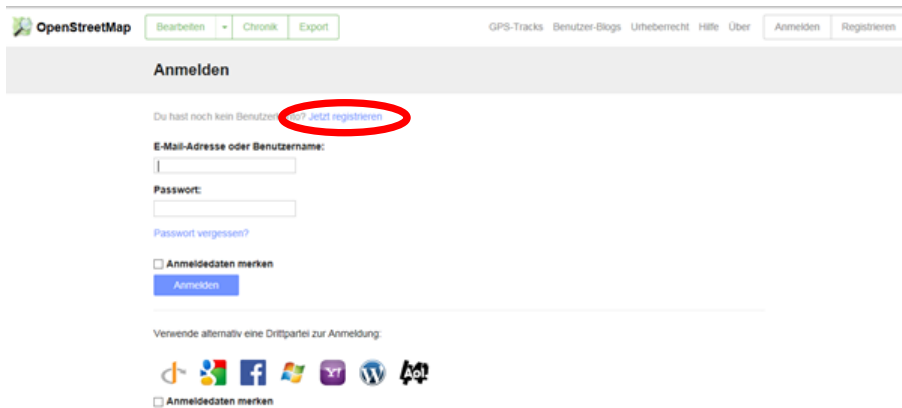 OpenStreetMap Bearbeiten Chronik Export GPS-Tracks Benutzer-Blogs Urheberrecht Hilfe Über Anmelden Registrieren
Anmelden
Du hast noch kein Jetzt registrieren
E-Mail-Adresse oder Benutzername:
Passwort:
Passwort vergessen?
Anmeldedaten merken
Anmelden
Verwende alternativ eine Drittpartei zur Anmeldung:
Aol.
Anmeldedaten merken